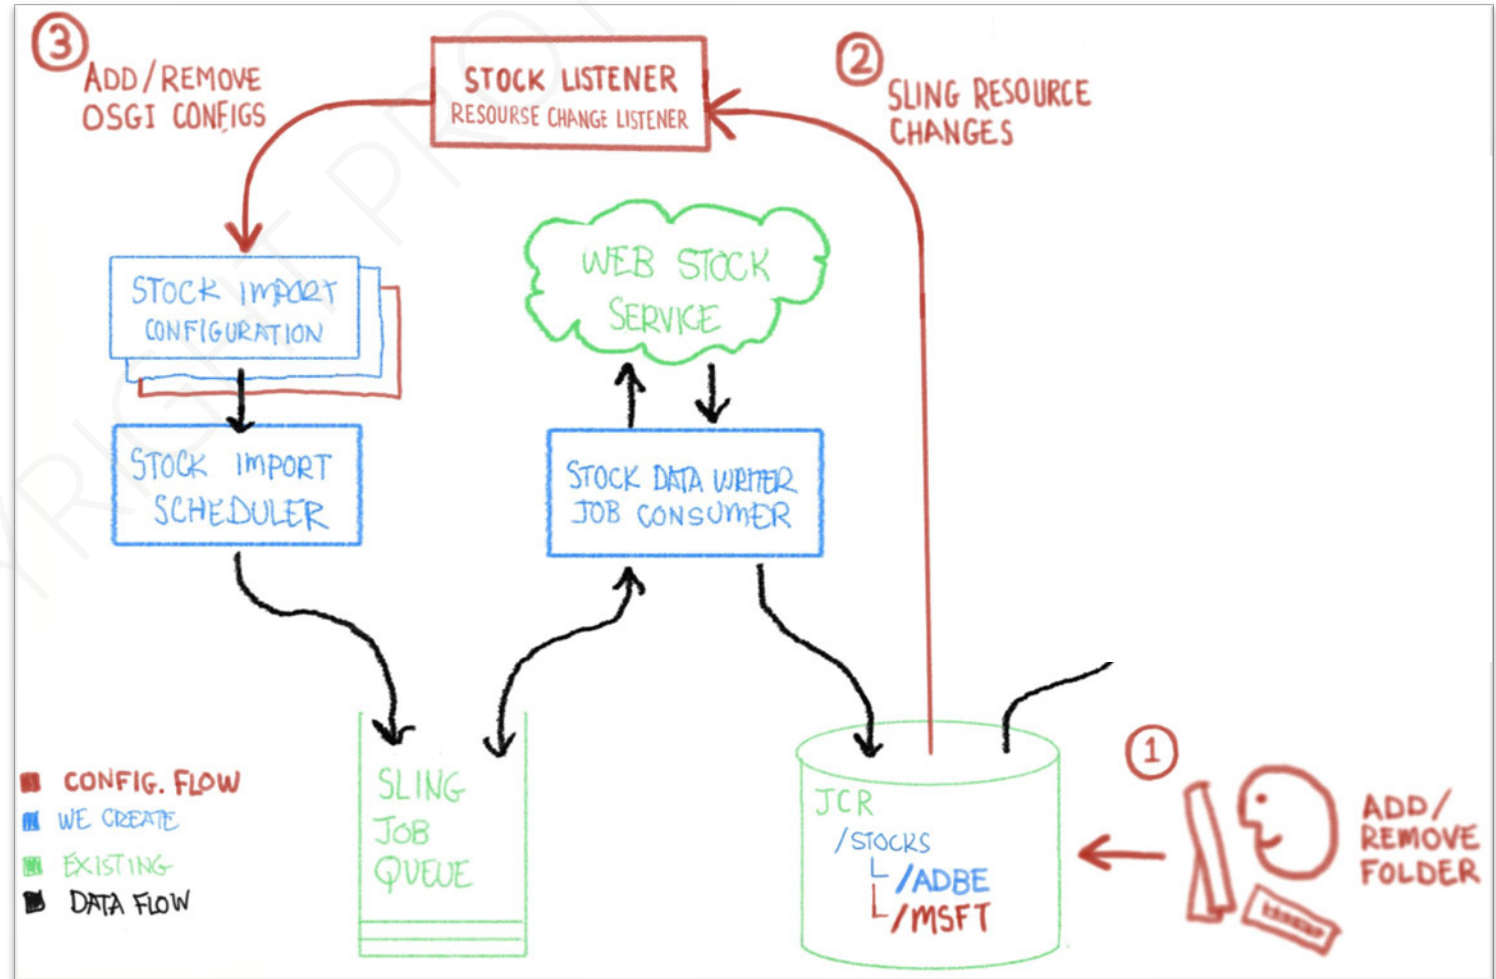 3
ADD/REMOVE
OSGI CONFIGS
STOCK LISTENER
RESOURSE CHANGE LISTENER
2
SLING RESOURCE
CHANGES
STOCK IMPORT
CONFIGURATION
WEB STOCK
SERVICE
STOCK IMPORT
SCHEDULER
STOCK DATA WRITER
JOB CONSUMER
SLING
JOB
QUEUE
JCR
/STOCKS
/ADBE
/MSFT
1
ADD/
REMOVE
FOLDER
CONFIG. FLOW
WE CREATE
EXISTING
DATA FLOW